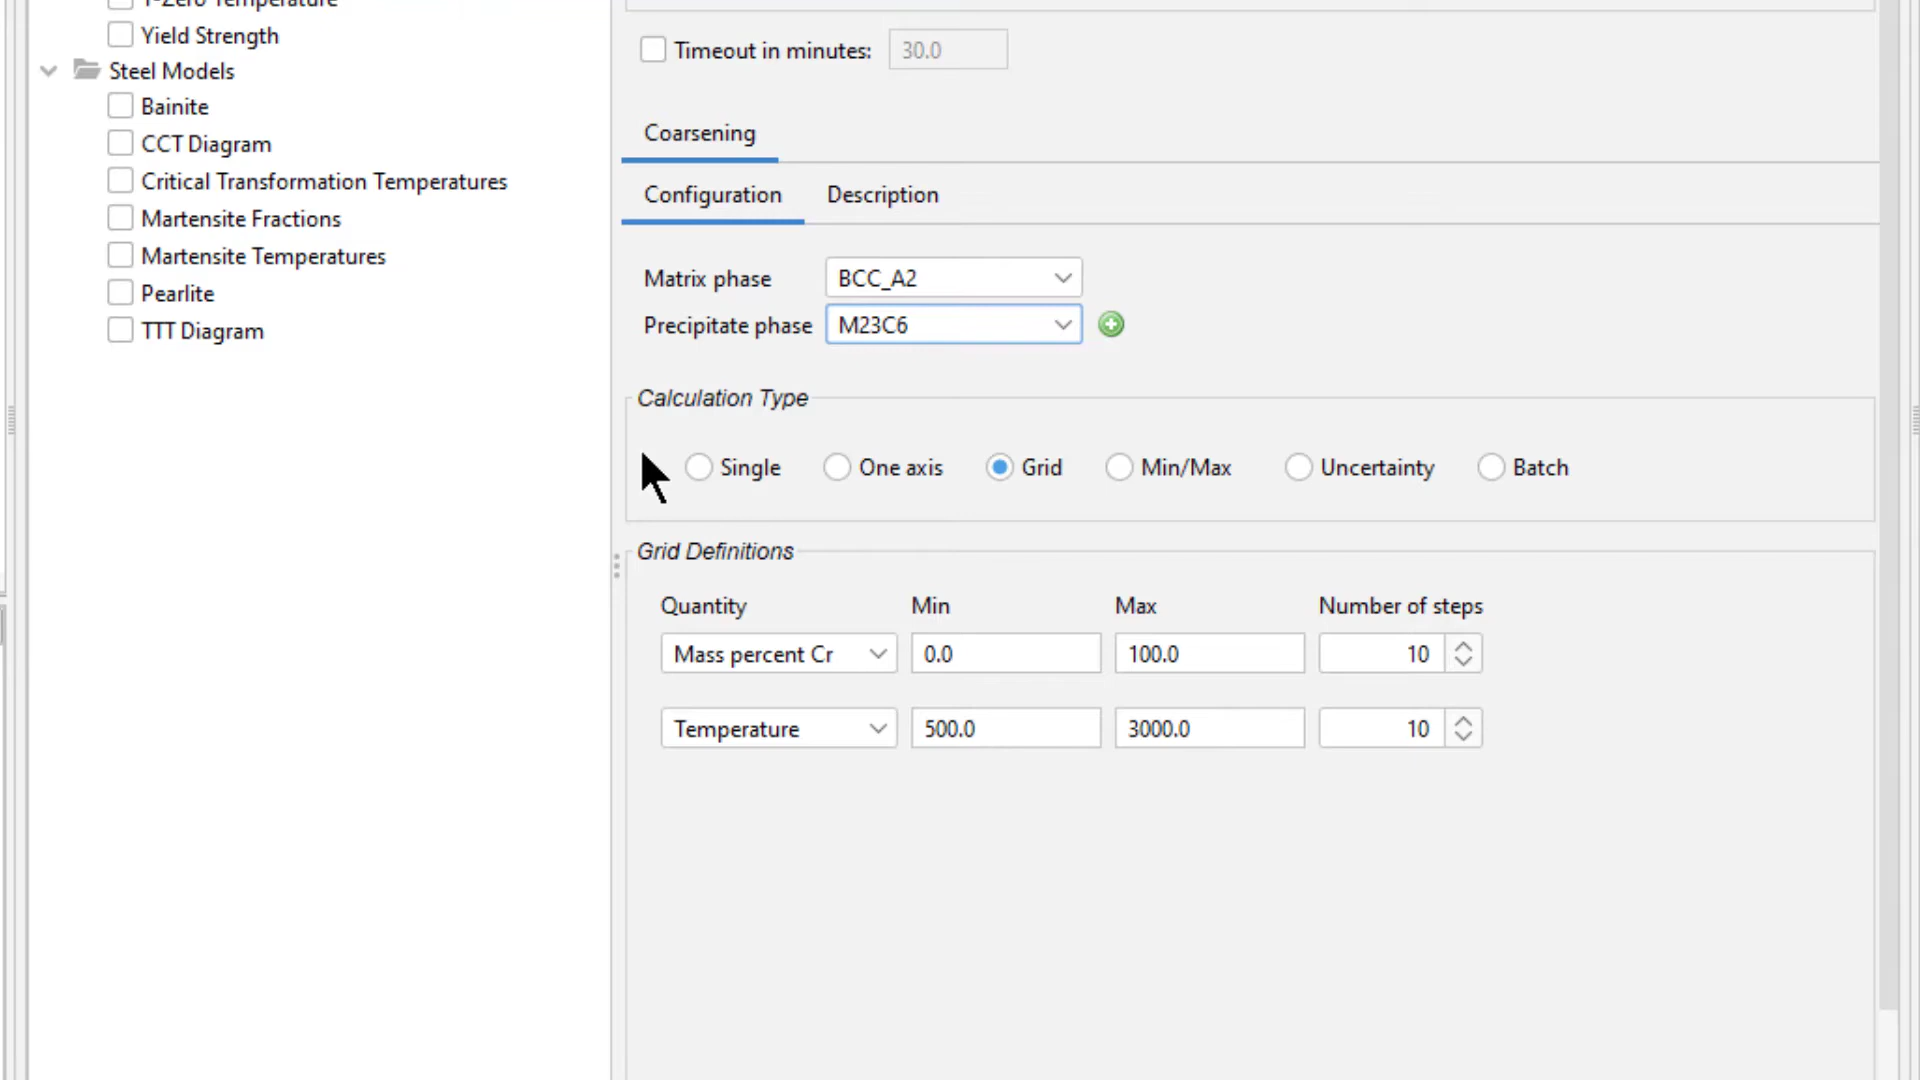 T-Zero Temperature
Yield Strength
Steel Models
Bainite
CCT Diagram
Critical Transformation Temperatures
Martensite Fractions
Martensite Temperatures
Pearlite
TTT Diagram
Timeout in minutes: 30.0
Coarsening
Configuration Description
Matrix phase BCC_A2
Precipitate phase M23C6
Calculation Type
Single One axis Grid Min/Max Uncertainty Batch
Grid Definitions
Quantity Min Max Number of steps
Mass percent Cr 0.0 100.0 10
Temperature 500.0 3000.0 10